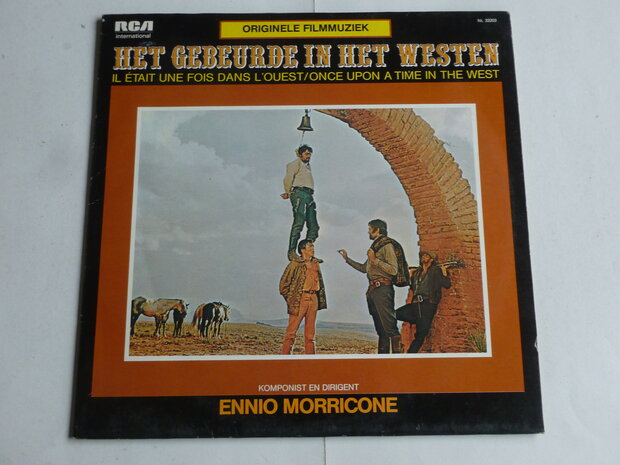 RCA
international
ORIGINELE FILMMUZIEK
HET GEBEURDE IN HET WESTEN
IL ÉTAIT UNE FOIS DANS L'OUEST/ONCE UPON A TIME IN THE WEST
KOMPONIST EN DIRIGENT
ENNIO MORRICONE